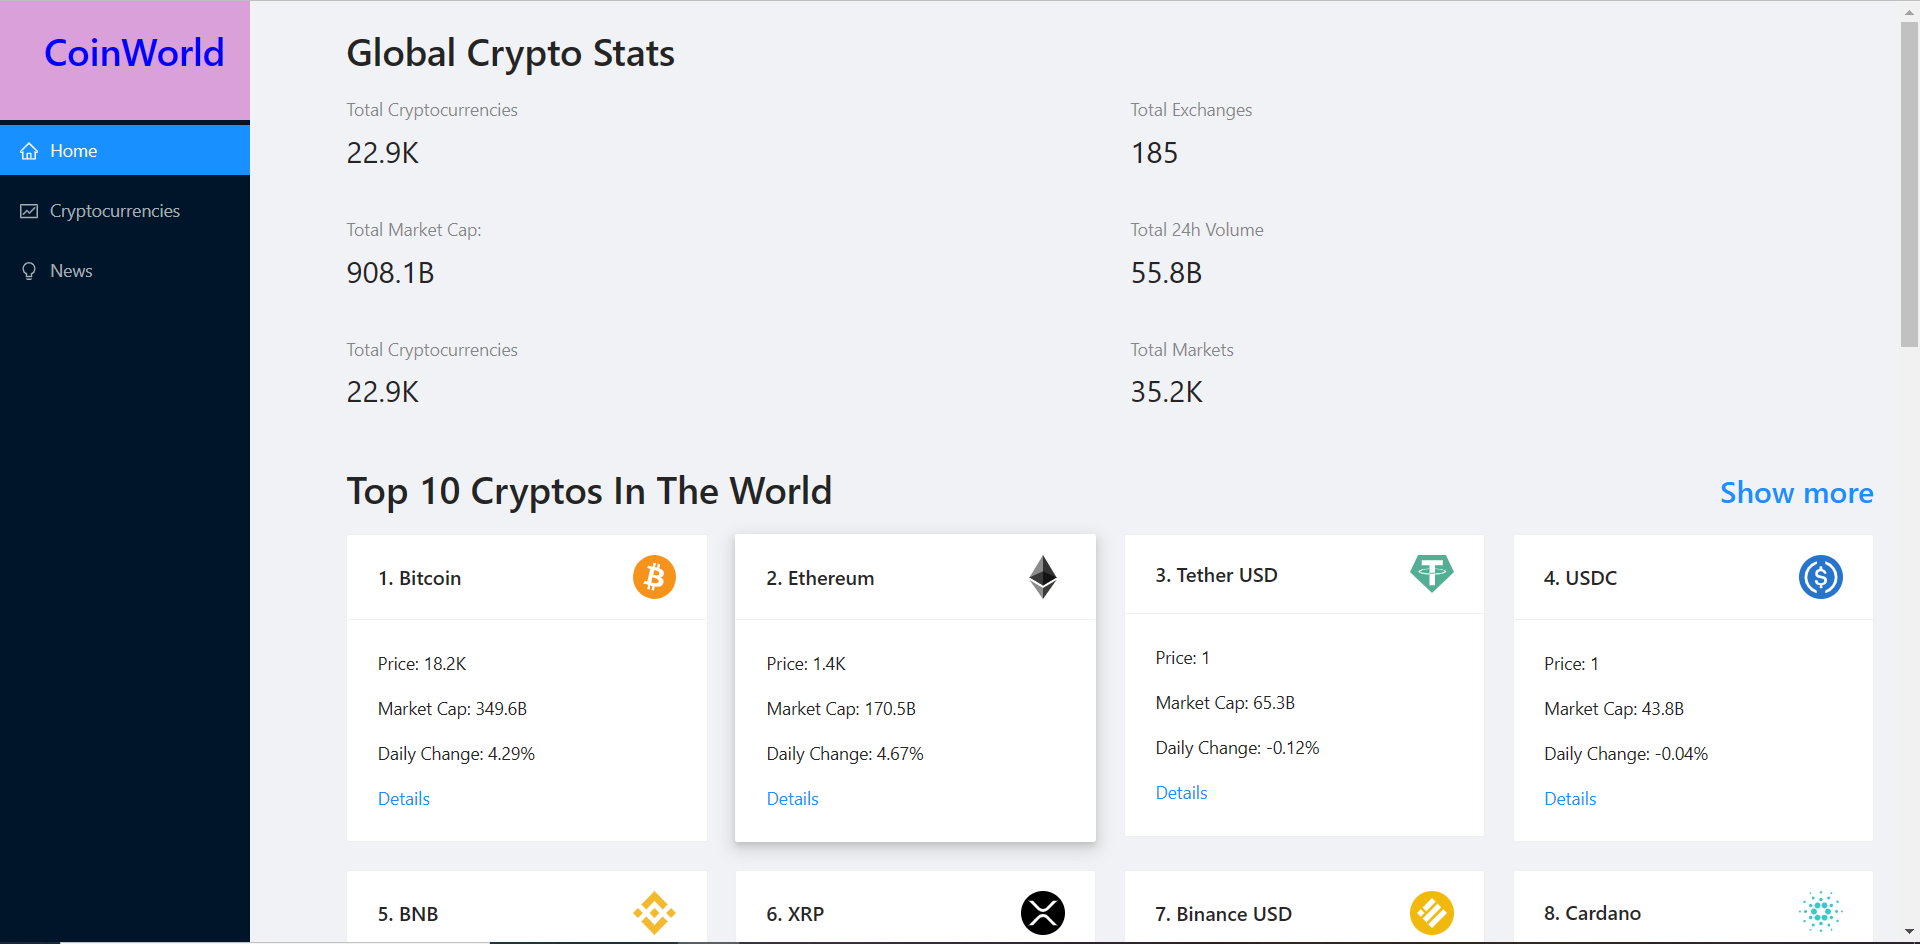 CoinWorld
Home
Cryptocurrencies
News
Global Crypto Stats
Total Cryptocurrencies
22.9K
Total Exchanges
185
Total Market Cap:
908.1B
Total 24h Volume
55.8B
Total Cryptocurrencies
22.9K
Total Markets
35.2K
Top 10 Cryptos In The World
Show more
1. Bitcoin
Price: 18.2K
Market Cap: 349.6B
Daily Change: 4.29%
Details
2. Ethereum
Price: 1.4K
Market Cap: 170.5B
Daily Change: 4.67%
Details
3. Tether USD
Price: 1
Market Cap: 65.3B
Daily Change: -0.12%
Details
4. USDC
Price: 1
Market Cap: 43.8B
Daily Change: -0.04%
Details
5. BNB
6. XRP
7. Binance USD
8. Cardano